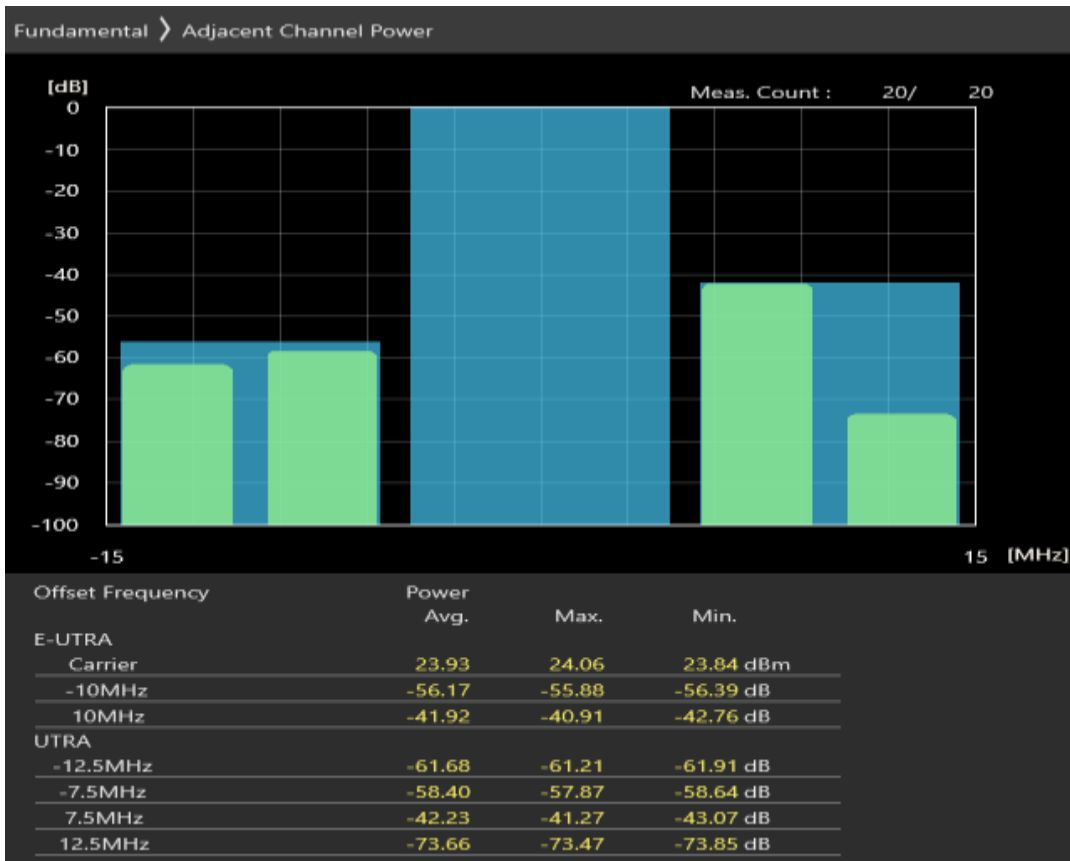 Fundamental ❭ Adjacent Channel Power
[dB]
Meas. Count : 20/ 20
0
-10
-20
-30
-40
-50
-60
-70
-80
-90
-100
-15 15 [MHz]
Offset Frequency Power
Avg. Max. Min.
E-UTRA
Carrier 23.93 24.06 23.84 dBm
-10MHz -56.17 -55.88 -56.39 dB
10MHz -41.92 -40.91 -42.76 dB
UTRA
-12.5MHz -61.68 -61.21 -61.91 dB
-7.5MHz -58.40 -57.87 -58.64 dB
7.5MHz -42.23 -41.27 -43.07 dB
12.5MHz -73.66 -73.47 -73.85 dB